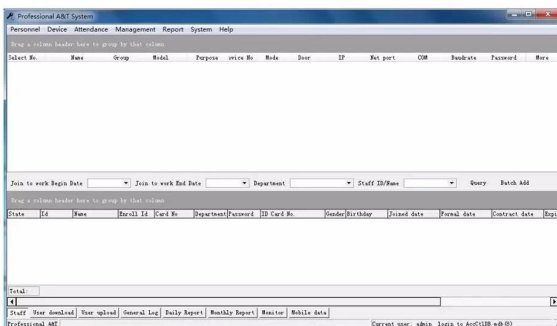 Professional A&T System
Personnel Device Attendance Management Report System Help
Drag a column header here to group by that column
Select No. Name Group Model Purpose evice No Mode Door IP Net port COM Baudrate Password More
Join to work Begin Date Join to work End Date Department Staff ID/Name Query Batch Add
Drag a column header here to group by that column
State Id Name Enroll Id Card No Department Password ID Card No. Gender Birthday Joined date Formal date Contract date Expi
Total:
Staff User download User upload General Log Daily Report Monthly Report Monitor Mobile data
Professional A&T Current user: admin login to AccCtlDB.mdb(8)